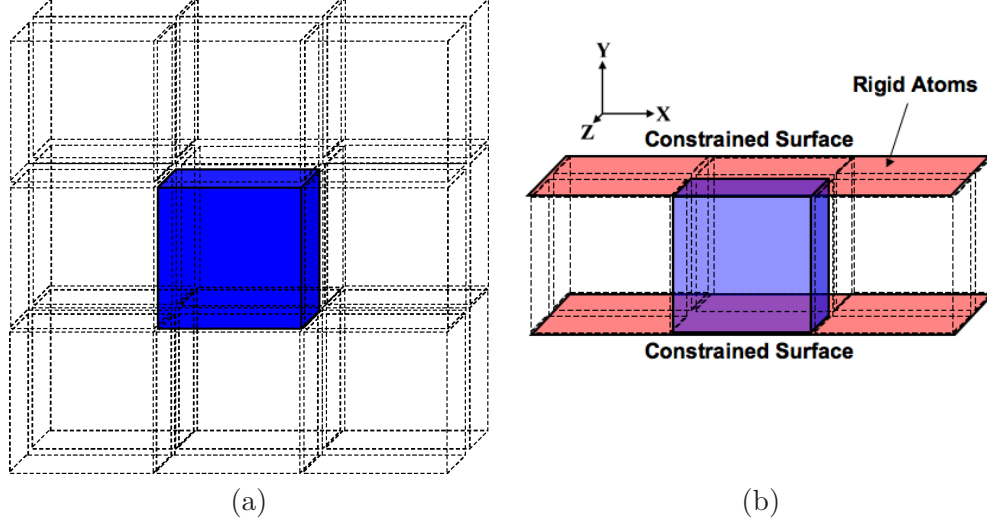 Y
X
Z
Rigid Atoms
Constrained Surface
Constrained Surface
(a)
(b)